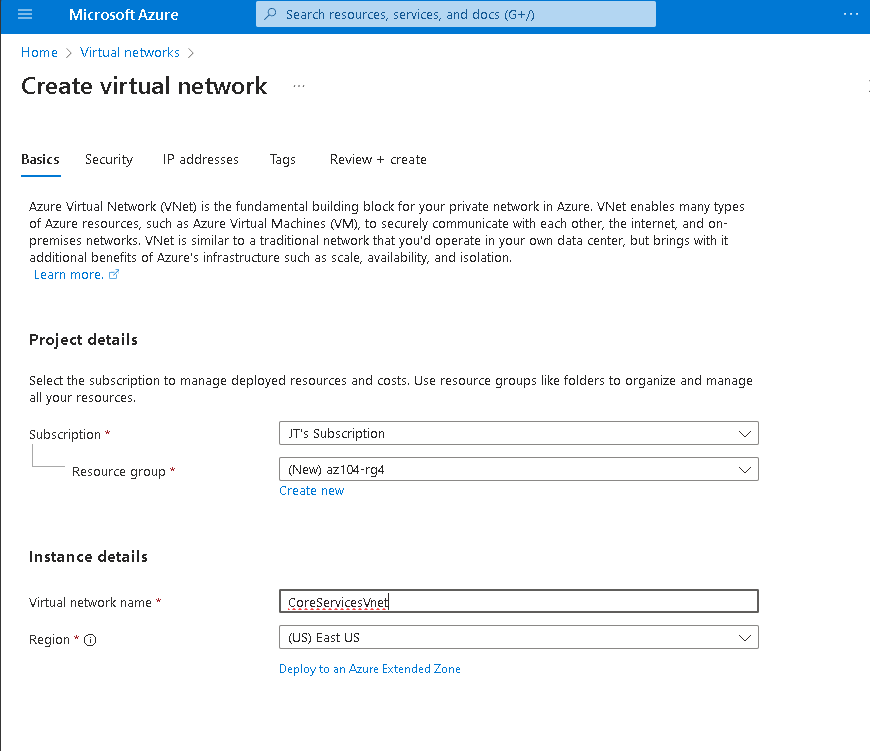 Microsoft Azure
Search resources, services, and docs (G+/)
...
Home > Virtual networks >
Create virtual network ...
Basics Security IP addresses Tags Review + create
Azure Virtual Network (VNet) is the fundamental building block for your private network in Azure. VNet enables many types
of Azure resources, such as Azure Virtual Machines (VM), to securely communicate with each other, the internet, and on-
premises networks. VNet is similar to a traditional network that you'd operate in your own data center, but brings with it
additional benefits of Azure's infrastructure such as scale, availability, and isolation.
Learn more.
Project details
Select the subscription to manage deployed resources and costs. Use resource groups like folders to organize and manage
all your resources.
Subscription * JT's Subscription
Resource group * (New) az104-rg4
Create new
Instance details
Virtual network name * CoreServicesVnet
Region * (US) East US
Deploy to an Azure Extended Zone